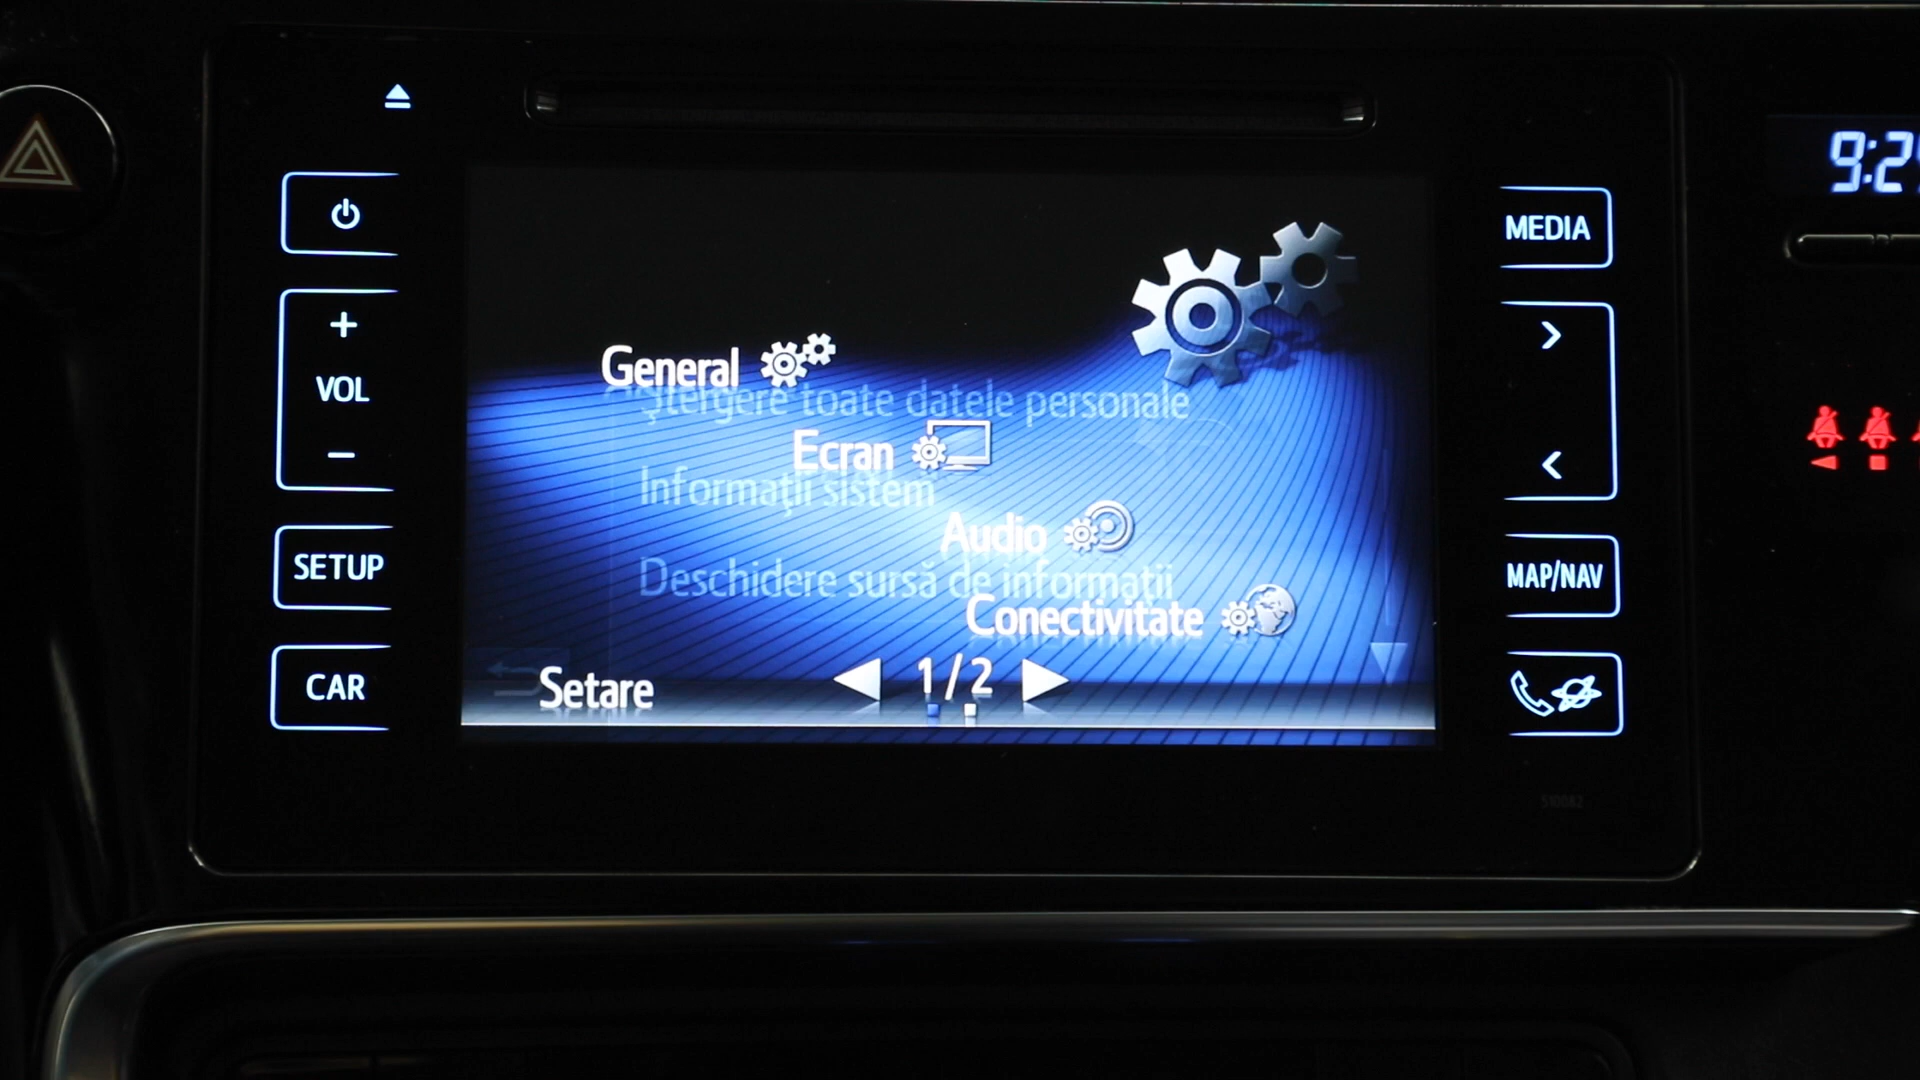 9:2
MEDIA
VOL
General
Ştergere toate datele personale
Ecran
Informaţii sistem
Audio
SETUP
Deschidere sursă de informaţii
MAP/NAV
Conectivitate
CAR
Setare
1/2
510082